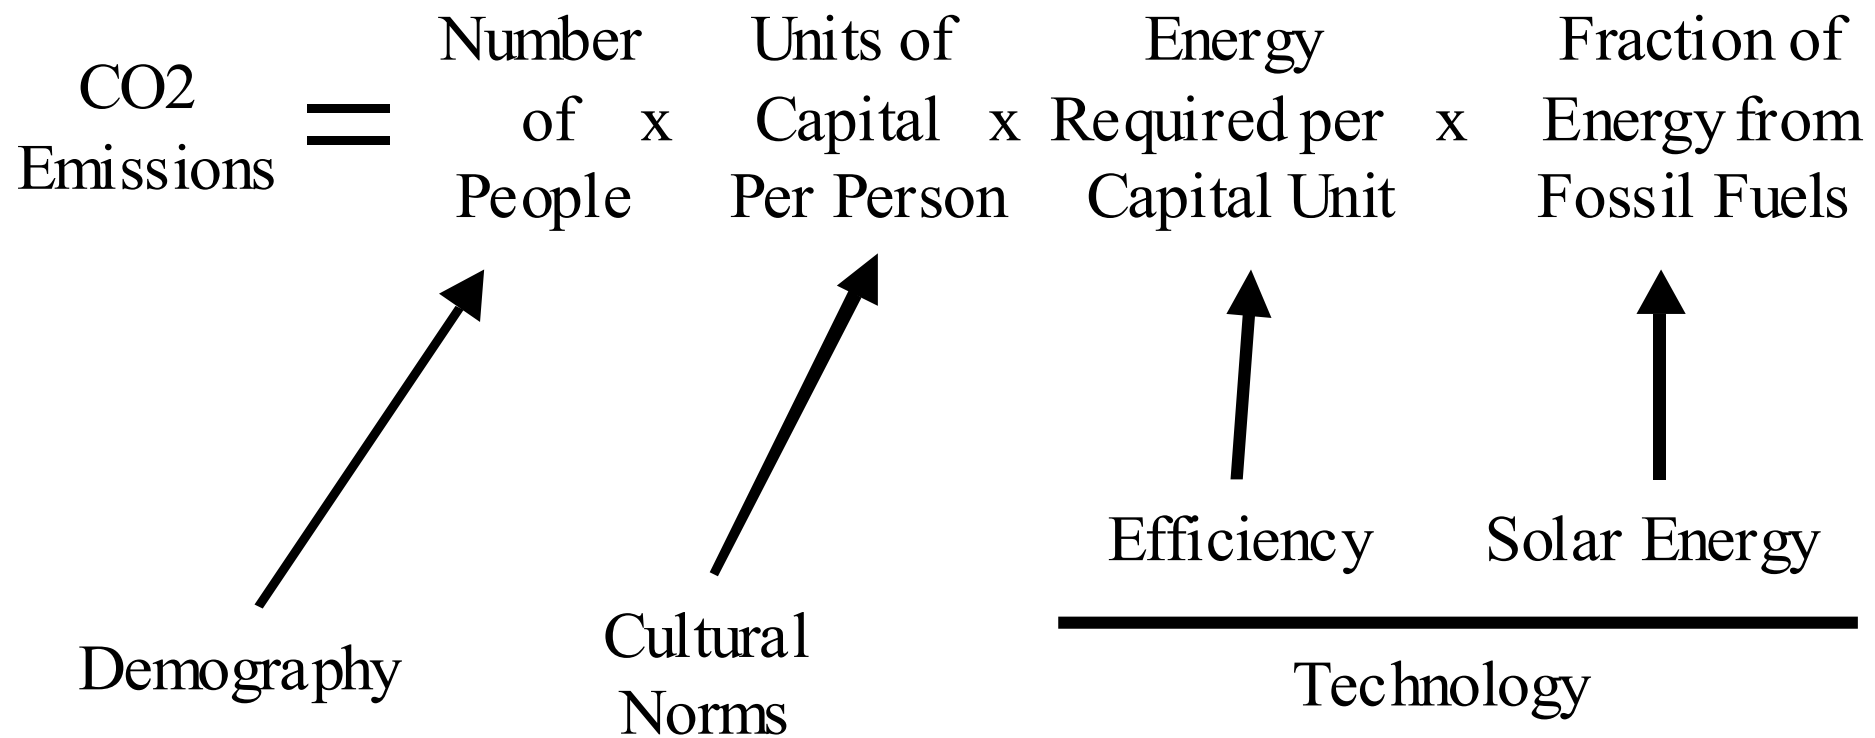 CO2
Emissions
=
Number
of
People
x
Units of
Capital
Per Person
x
Energy
Required per
Capital Unit
x
Fraction of
Energy from
Fossil Fuels
Demography
Cultural
Norms
Efficiency
Solar Energy
Technology